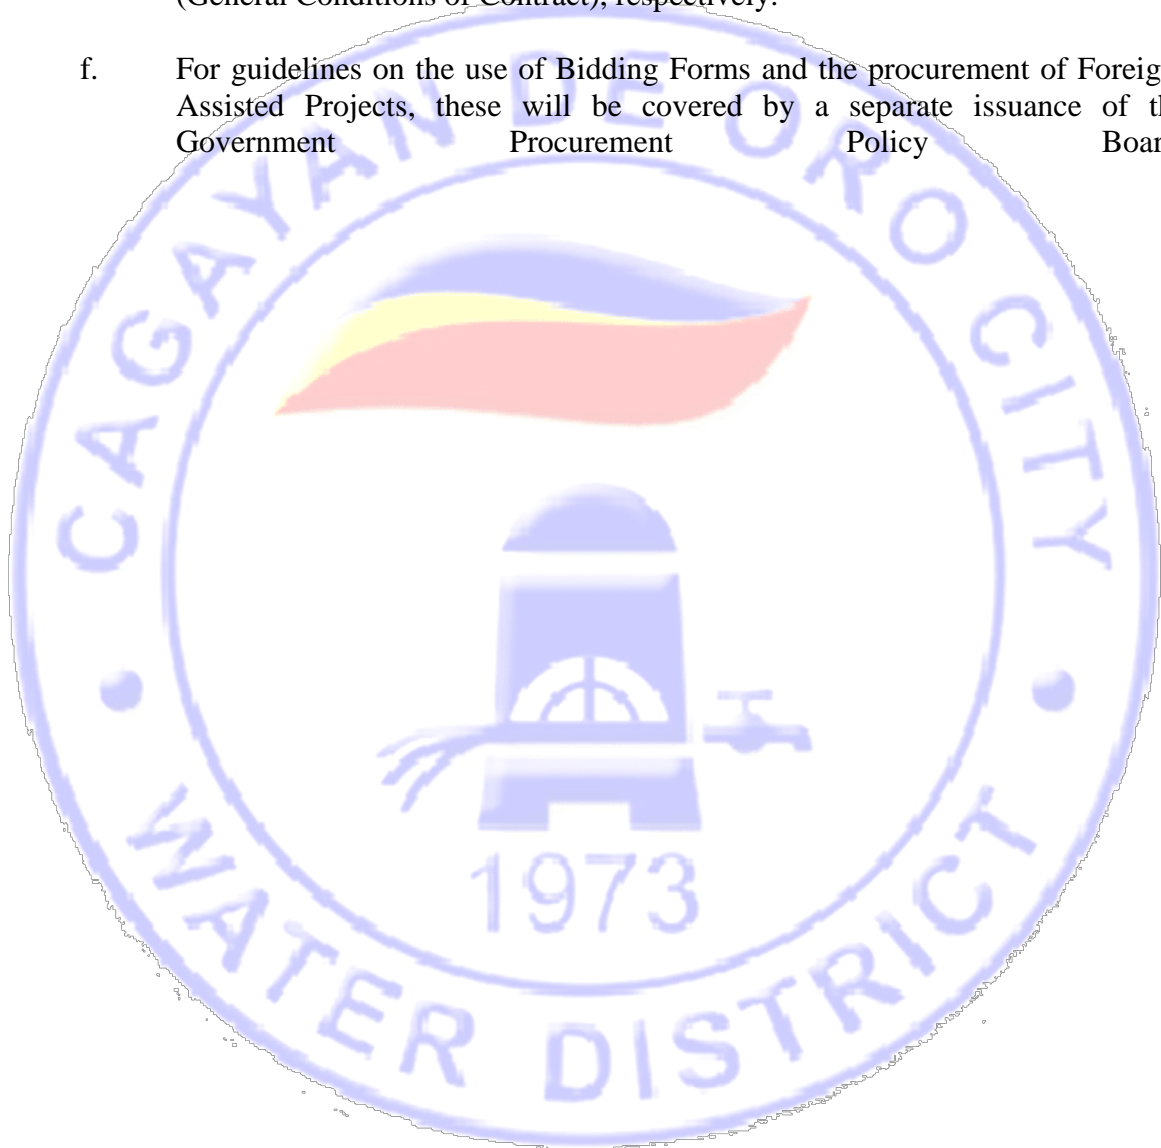 (General Conditions of Contract), respectively.
f. For guidelines on the use of Bidding Forms and the procurement of Foreig
Assisted Projects, these will be covered by a separate issuance of th
Government Procurement Policy Boar
CAGAYAN DE ORO CITY
1973
WATER DISTRICT